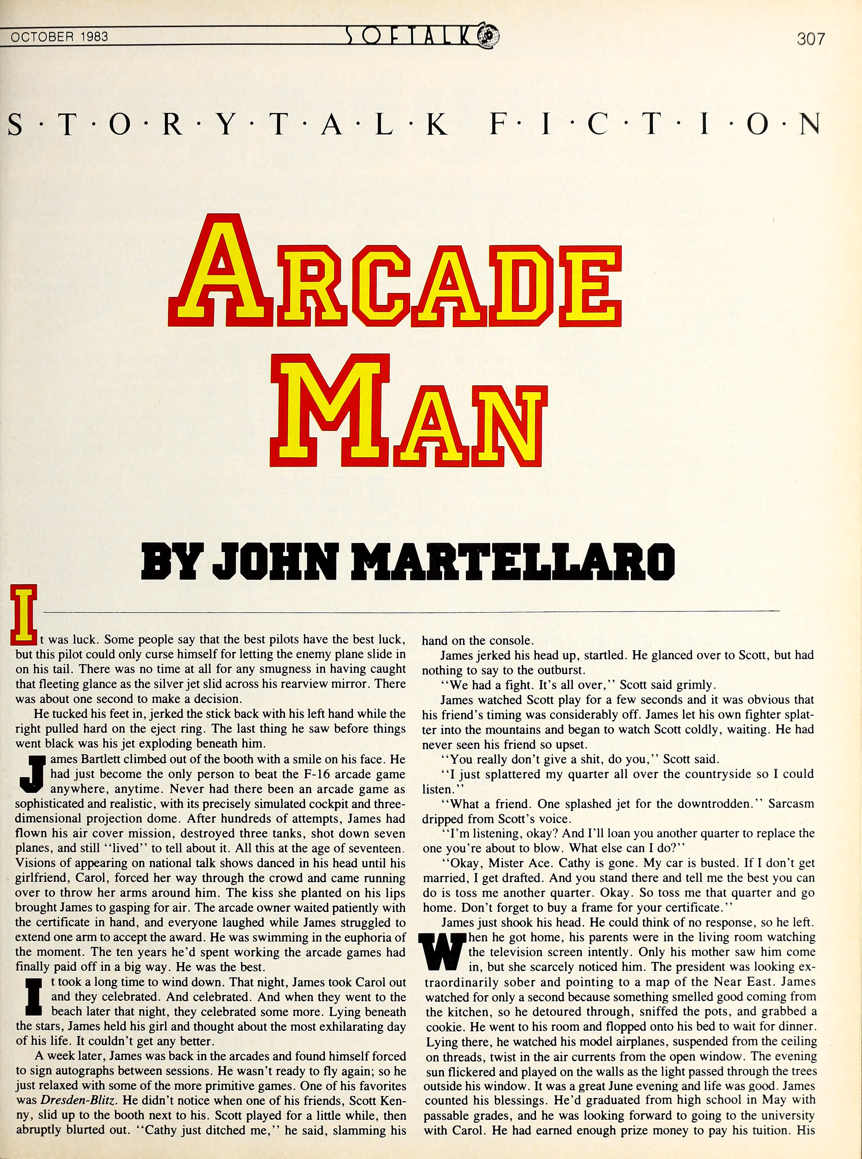 OCTOBER 1983
SOFTALK
307
S·T·O·R·Y·T·A·L·K F·I·C·T·I·O·N
ARCADE
MAN
BY JOHN MARTELLARO
It was luck. Some people say that the best pilots have the best luck,
but this pilot could only curse himself for letting the enemy plane slide in
on his tail. There was no time at all for any smugness in having caught
that fleeting glance as the silver jet slid across his rearview mirror. There
was about one second to make a decision.
He tucked his feet in, jerked the stick back with his left hand while the
right pulled hard on the eject ring. The last thing he saw before things
went black was his jet exploding beneath him.
James Bartlett climbed out of the booth with a smile on his face. He
had just become the only person to beat the F-16 arcade game
anywhere, anytime. Never had there been an arcade game as
sophisticated and realistic, with its precisely simulated cockpit and three-
dimensional projection dome. After hundreds of attempts, James had
flown his air cover mission, destroyed three tanks, shot down seven
planes, and still ‘‘lived’’ to tell about it. All this at the age of seventeen.
Visions of appearing on national talk shows danced in his head until his
girlfriend, Carol, forced her way through the crowd and came running
over to throw her arms around him. The kiss she planted on his lips
brought James to gasping for air. The arcade owner waited patiently with
the certificate in hand, and everyone laughed while James struggled to
extend one arm to accept the award. He was swimming in the euphoria of
the moment. The ten years he'd spent working the arcade games had
finally paid off in a big way. He was the best.
It took a long time to wind down. That night, James took Carol out
and they celebrated. And celebrated. And when they went to the
beach later that night, they celebrated some more. Lying beneath
the stars, James held his girl and thought about the most exhilarating day
of his life. It couldn't get any better.
A week later, James was back in the arcades and found himself forced
to sign autographs between sessions. He wasn't ready to fly again; so he
just relaxed with some of the more primitive games. One of his favorites
was Dresden-Blitz. He didn't notice when one of his friends, Scott Ken-
ny, slid up to the booth next to his. Scott played for a little while, then
abruptly blurted out. ‘‘Cathy just ditched me,’’ he said, slamming his
hand on the console.
James jerked his head up, startled. He glanced over to Scott, but had
nothing to say to the outburst.
‘‘We had a fight. It's all over,’’ Scott said grimly.
James watched Scott play for a few seconds and it was obvious that
his friend's timing was considerably off. James let his own fighter splat-
ter into the mountains and began to watch Scott coldly, waiting. He had
never seen his friend so upset.
‘‘You really don't give a shit, do you,’’ Scott said.
‘‘I just splattered my quarter all over the countryside so I could
listen.’’
‘‘What a friend. One splashed jet for the downtrodden.’’ Sarcasm
dripped from Scott's voice.
‘‘I'm listening, okay? And I'll loan you another quarter to replace the
one you're about to blow. What else can I do?’’
‘‘Okay, Mister Ace. Cathy is gone. My car is busted. If I don't get
married, I get drafted. And you stand there and tell me the best you can
do is toss me another quarter. Okay. So toss me that quarter and go
home. Don't forget to buy a frame for your certificate.’’
James just shook his head. He could think of no response, so he left.
When he got home, his parents were in the living room watching
the television screen intently. Only his mother saw him come
in, but she scarcely noticed him. The president was looking ex-
traordinarily sober and pointing to a map of the Near East. James
watched for only a second because something smelled good coming from
the kitchen, so he detoured through, sniffed the pots, and grabbed a
cookie. He went to his room and flopped onto his bed to wait for dinner.
Lying there, he watched his model airplanes, suspended from the ceiling
on threads, twist in the air currents from the open window. The evening
sun flickered and played on the walls as the light passed through the trees
outside his window. It was a great June evening and life was good. James
counted his blessings. He'd graduated from high school in May with
passable grades, and he was looking forward to going to the university
with Carol. He had earned enough prize money to pay his tuition. His